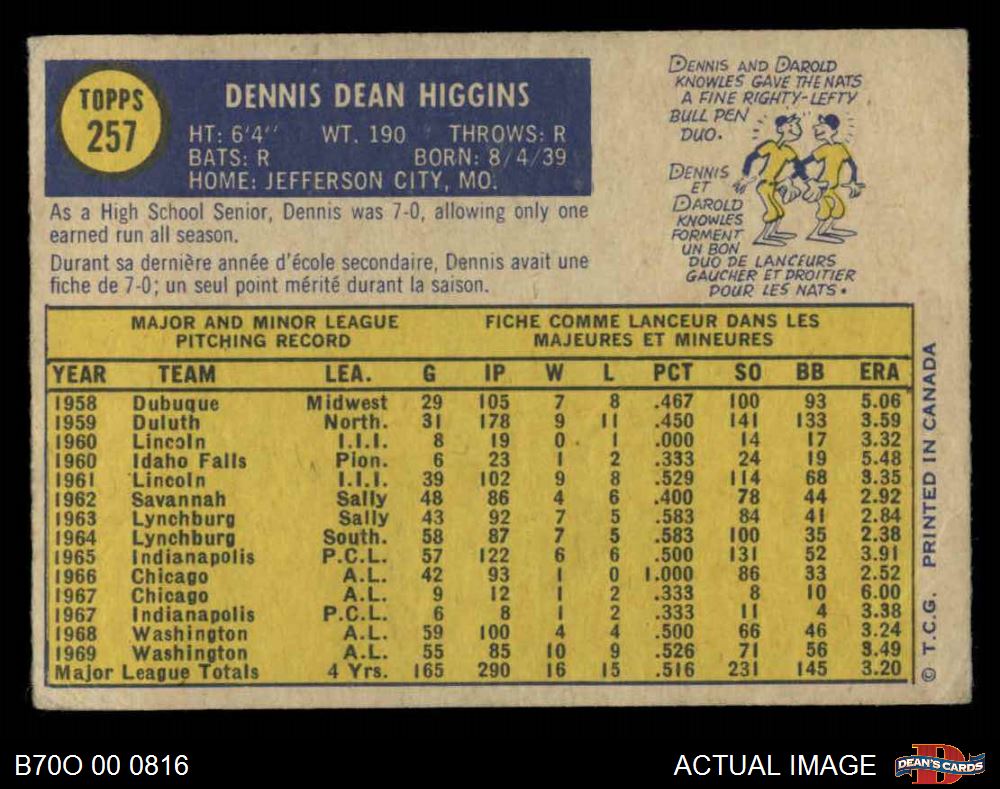 TOPPS
257
DENNIS DEAN HIGGINS
HT: 6'4" WT. 190 THROWS: R
BATS: R BORN: 8/4/39
HOME: JEFFERSON CITY, MO.
As a High School Senior, Dennis was 7-0, allowing only one
earned run all season.
Durant sa dernière année d'école secondaire, Dennis avait une
fiche de 7-0; un seul point mérité durant la saison.
DENNIS AND DAROLD
KNOWLES GAVE THE NATS
A FINE RIGHTY-LEFTY
BULL PEN
DUO.
DENNIS
ET
DAROLD
KNOWLES
FORMENT
UN BON
DUO DE LANCEURS
GAUCHER ET DROITIER
POUR LES NATS.
MAJOR AND MINOR LEAGUE
PITCHING RECORD
FICHE COMME LANCEUR DANS LES
MAJEURES ET MINEURES
YEAR TEAM LEA. G IP W L PCT SO BB ERA
1958 Dubuque Midwest 29 105 7 8 .467 100 93 5.06
1959 Duluth North. 31 178 9 11 .450 141 133 3.59
1960 Lincoln I.I.I. 8 19 0 1 .000 14 17 3.32
1960 Idaho Falls Pion. 6 23 1 2 .333 24 19 5.48
1961 Lincoln I.I.I. 39 102 9 8 .529 114 68 3.35
1962 Savannah Sally 48 86 4 6 .400 78 44 2.92
1963 Lynchburg Sally 43 92 7 5 .583 84 41 2.84
1964 Lynchburg South. 58 87 7 5 .583 100 35 2.38
1965 Indianapolis P.C.L. 57 122 6 6 .500 131 52 3.91
1966 Chicago A.L. 42 93 1 0 1.000 86 33 2.52
1967 Chicago A.L. 9 12 1 2 .333 8 10 6.00
1967 Indianapolis P.C.L. 6 8 1 2 .333 11 4 3.38
1968 Washington A.L. 59 100 4 4 .500 66 46 3.24
1969 Washington A.L. 55 85 10 9 .526 71 56 3.49
Major League Totals 4 Yrs. 165 290 16 15 .516 231 145 3.20
© T.C.G. PRINTED IN CANADA
B70O 00 0816
ACTUAL IMAGE
DEAN'S CARDS